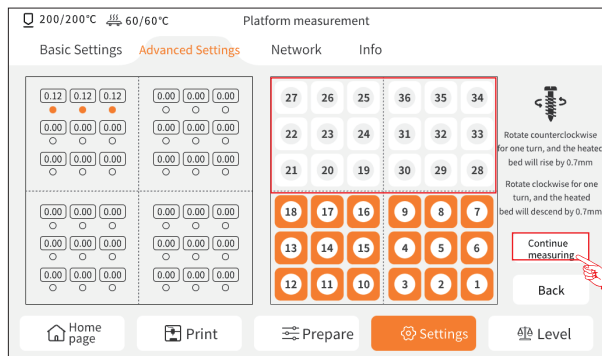 200/200°C 60/60°C Platform measurement
Basic Settings Advanced Settings Network Info
0.12 0.12 0.12 0.00 0.00 0.00
0.00 0.00 0.00 0.00 0.00 0.00
0.00 0.00 0.00 0.00 0.00 0.00
0.00 0.00 0.00 0.00 0.00 0.00
0.00 0.00 0.00 0.00 0.00 0.00
0.00 0.00 0.00 0.00 0.00 0.00
27 26 25 36 35 34
22 23 24 31 32 33
21 20 19 30 29 28
18 17 16 9 8 7
13 14 15 4 5 6
12 11 10 3 2 1
Rotate counterclockwise
for one turn, and the heated
bed will rise by 0.7mm
Rotate clockwise for one
turn, and the heated
bed will descend by 0.7mm
Continue
measuring
Back
Home
page
Print
Prepare
Settings
Level